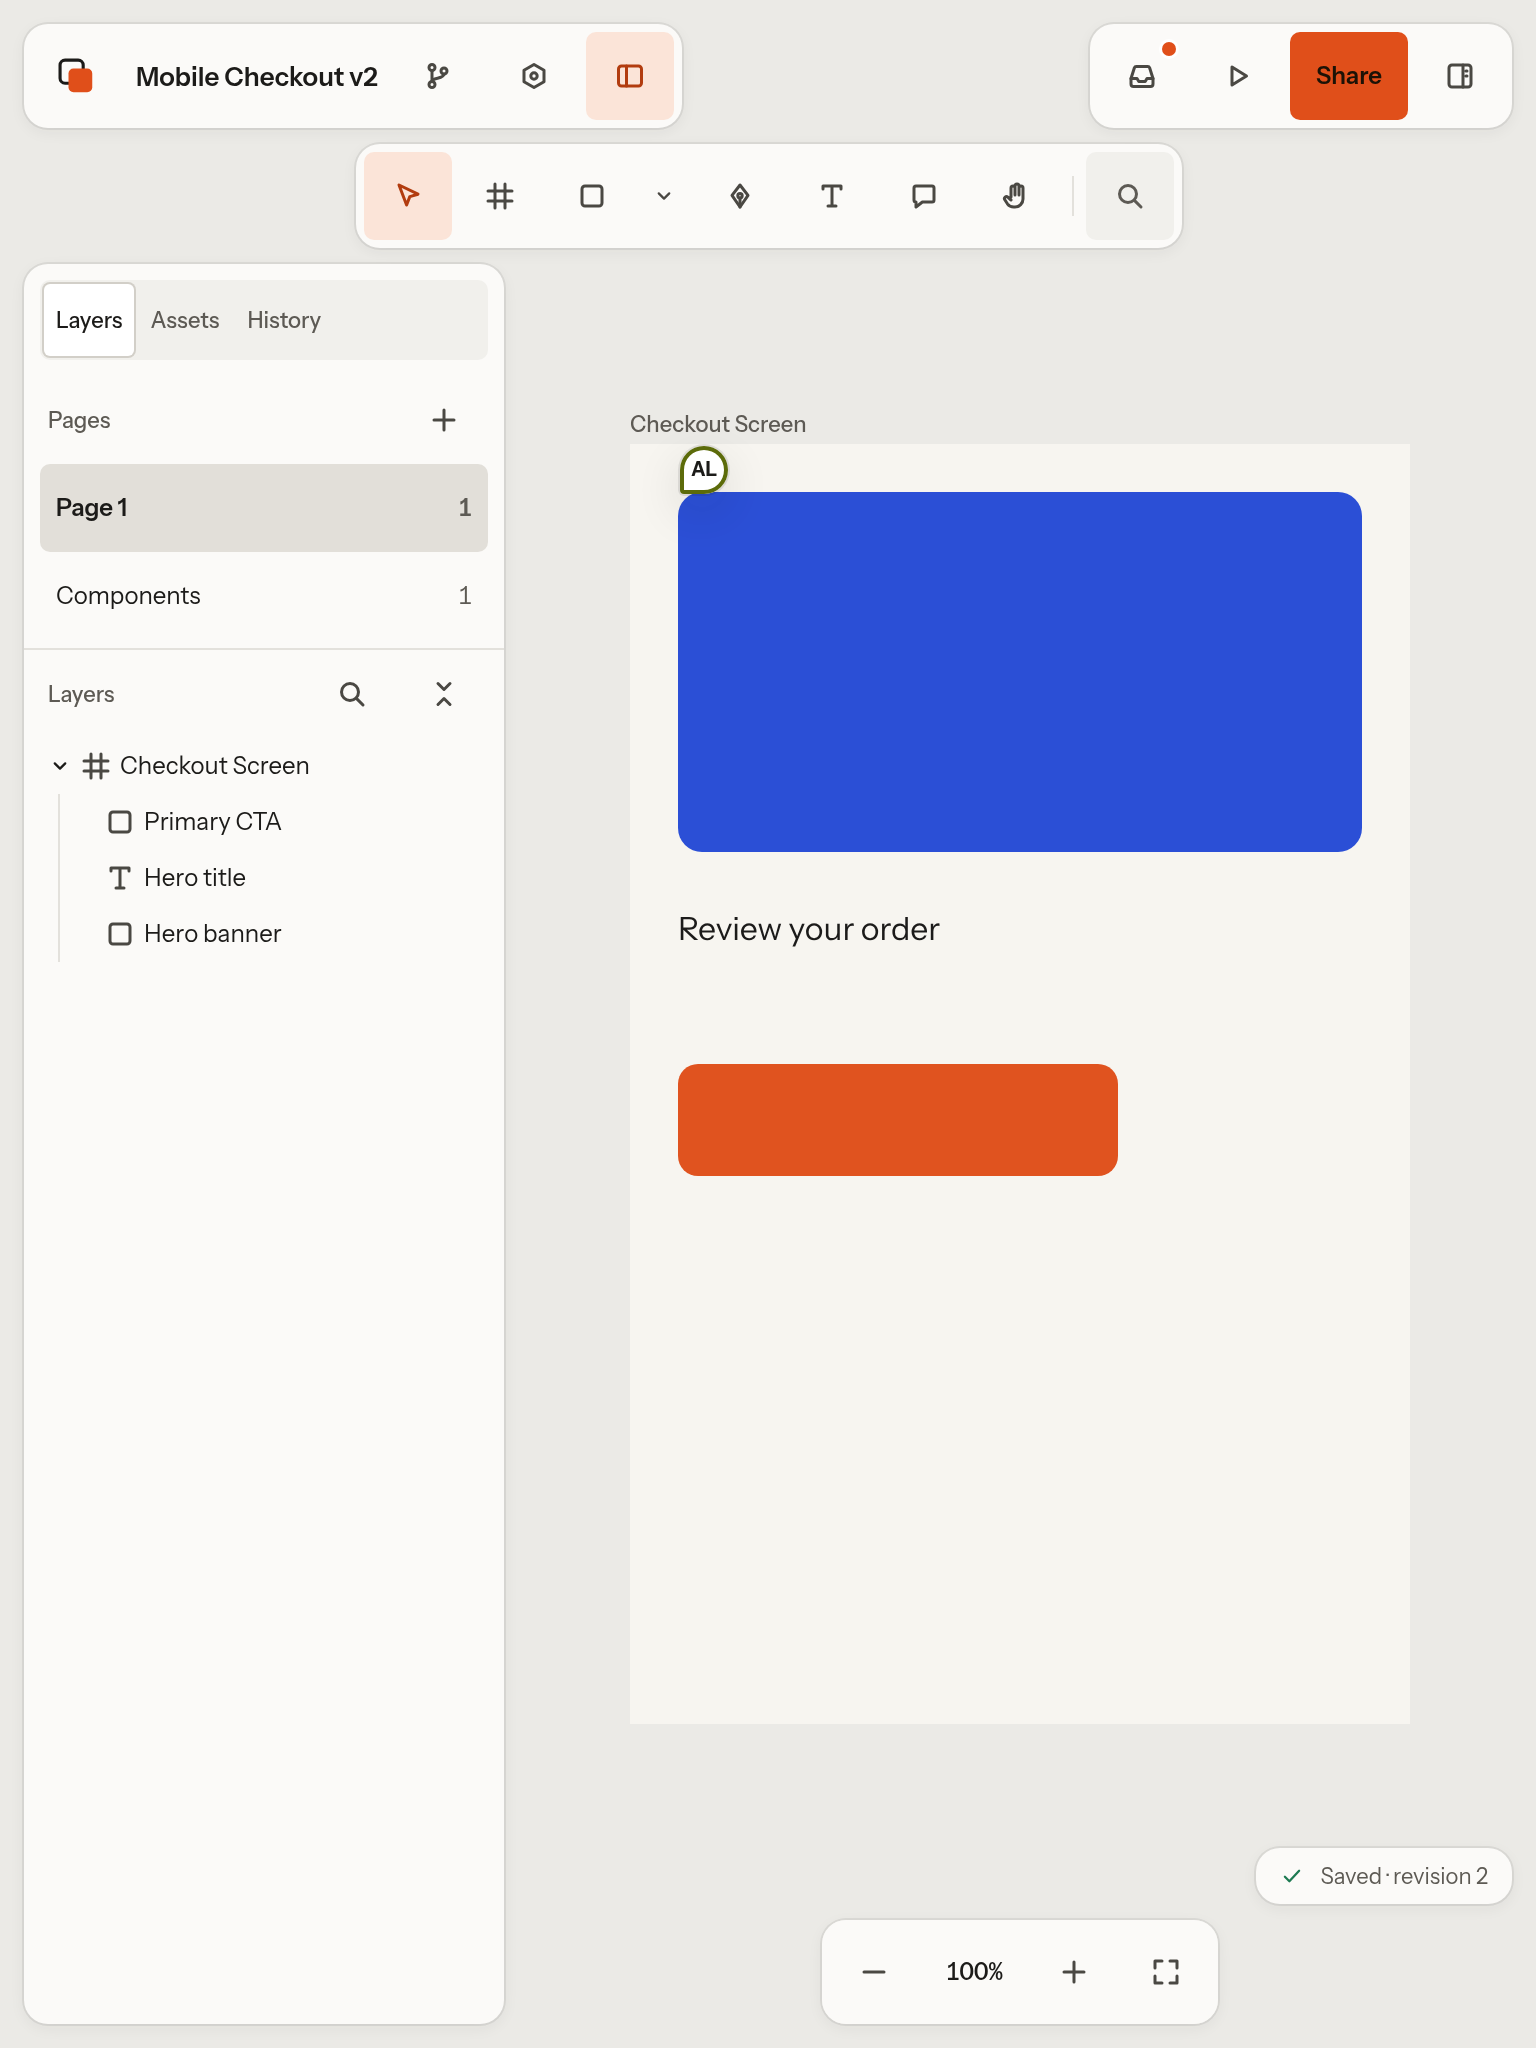 Mobile Checkout v2
Share
Layers Assets History
Pages
Page 1 1
Components 1
Layers
Checkout Screen
Primary CTA
Hero title
Hero banner
Checkout Screen
AL
Review your order
Saved · revision 2
100%